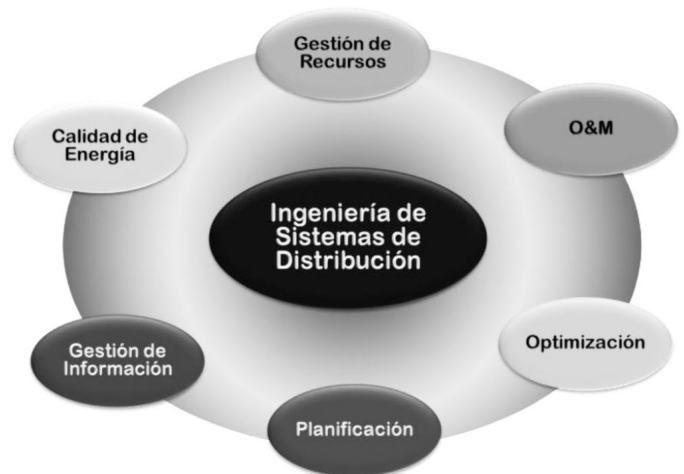 Gestión de
Recursos
Calidad de
Energía
O&M
Ingeniería de
Sistemas de
Distribución
Optimización
Gestión de
Información
Planificación